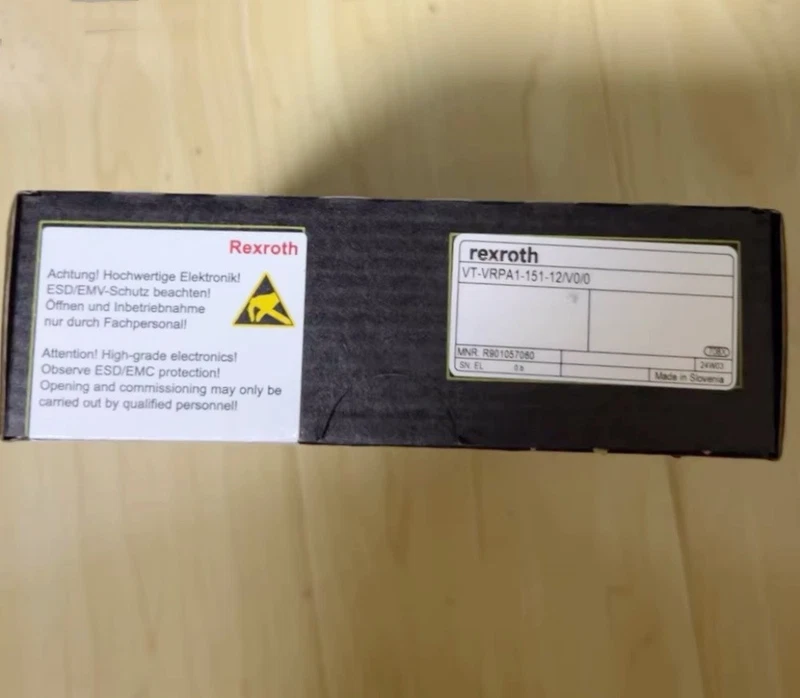 Rexroth
Achtung! Hochwertige Elektronik!
ESD/EMV-Schutz beachten!
Öffnen und Inbetriebnahme
nur durch Fachpersonal!
Attention! High-grade electronics!
Observe ESD/EMC protection!
Opening and commissioning may only be
carried out by qualified personnel!
rexroth
VT-VRPA1-151-12/V0/0
MNR: R901057060
SN: EL
24W03
Made in Slovenia